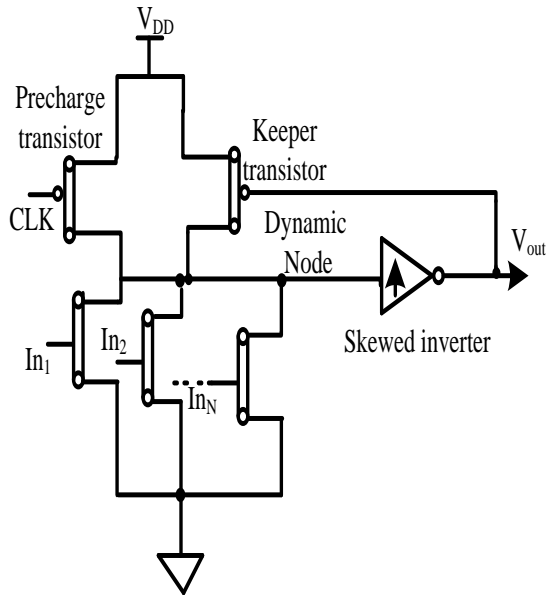 V_DD
Precharge
transistor
Keeper
transistor
CLK
Dynamic
Node
V_out
Skewed inverter
In_1
In_2
In_N